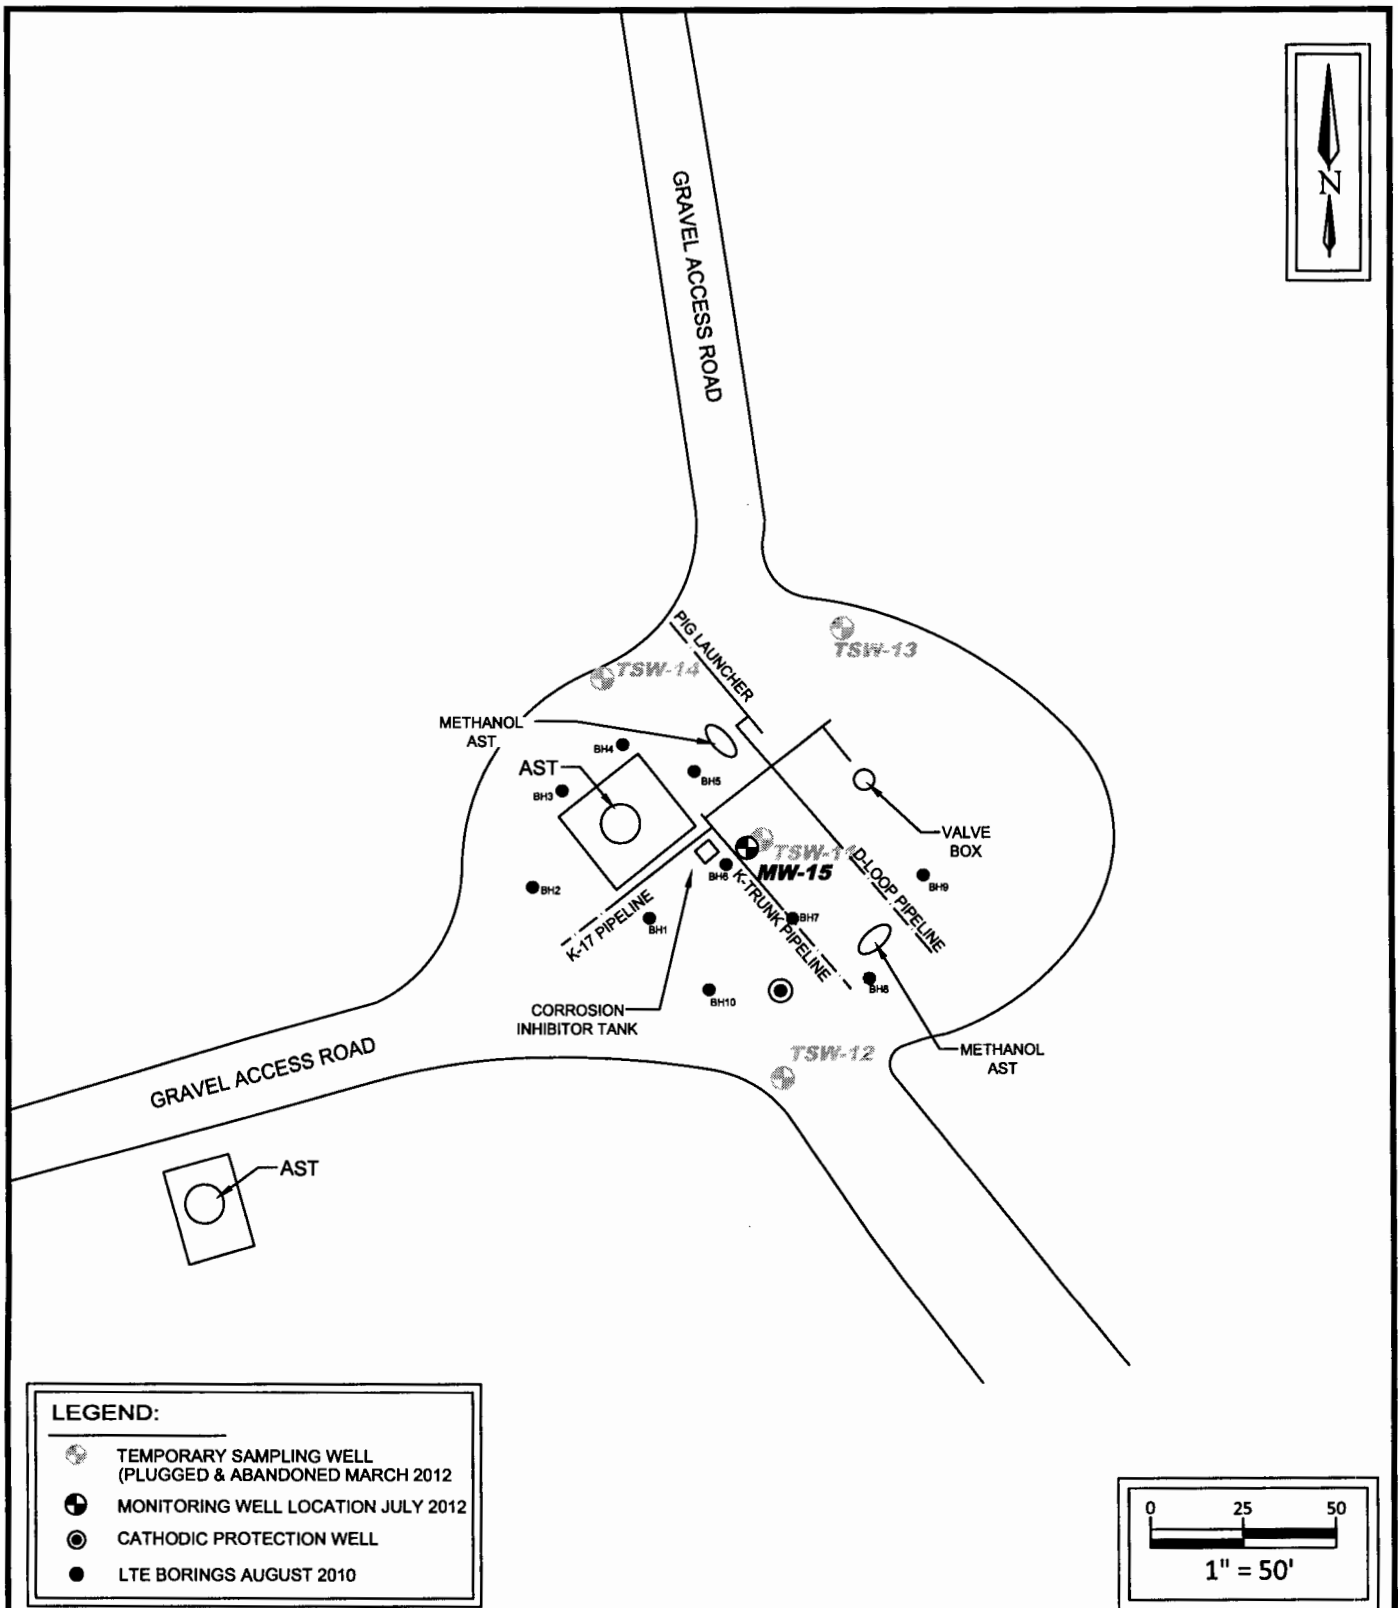 N
GRAVEL ACCESS ROAD
PIG LAUNCHER
TSW-13
TSW-14
METHANOL
AST
BH4
AST
BH5
BH3
VALVE
BOX
TSW-11
MW-15
BH6
D-LOOP PIPELINE
K-TRUNK PIPELINE
BH9
BH2
BH7
K-17 PIPELINE
BH1
BH8
BH10
CORROSION
INHIBITOR TANK
TSW-12
METHANOL
AST
GRAVEL ACCESS ROAD
AST
LEGEND:
TEMPORARY SAMPLING WELL
(PLUGGED & ABANDONED MARCH 2012
MONITORING WELL LOCATION JULY 2012
CATHODIC PROTECTION WELL
LTE BORINGS AUGUST 2010
0 25 50
1" = 50'